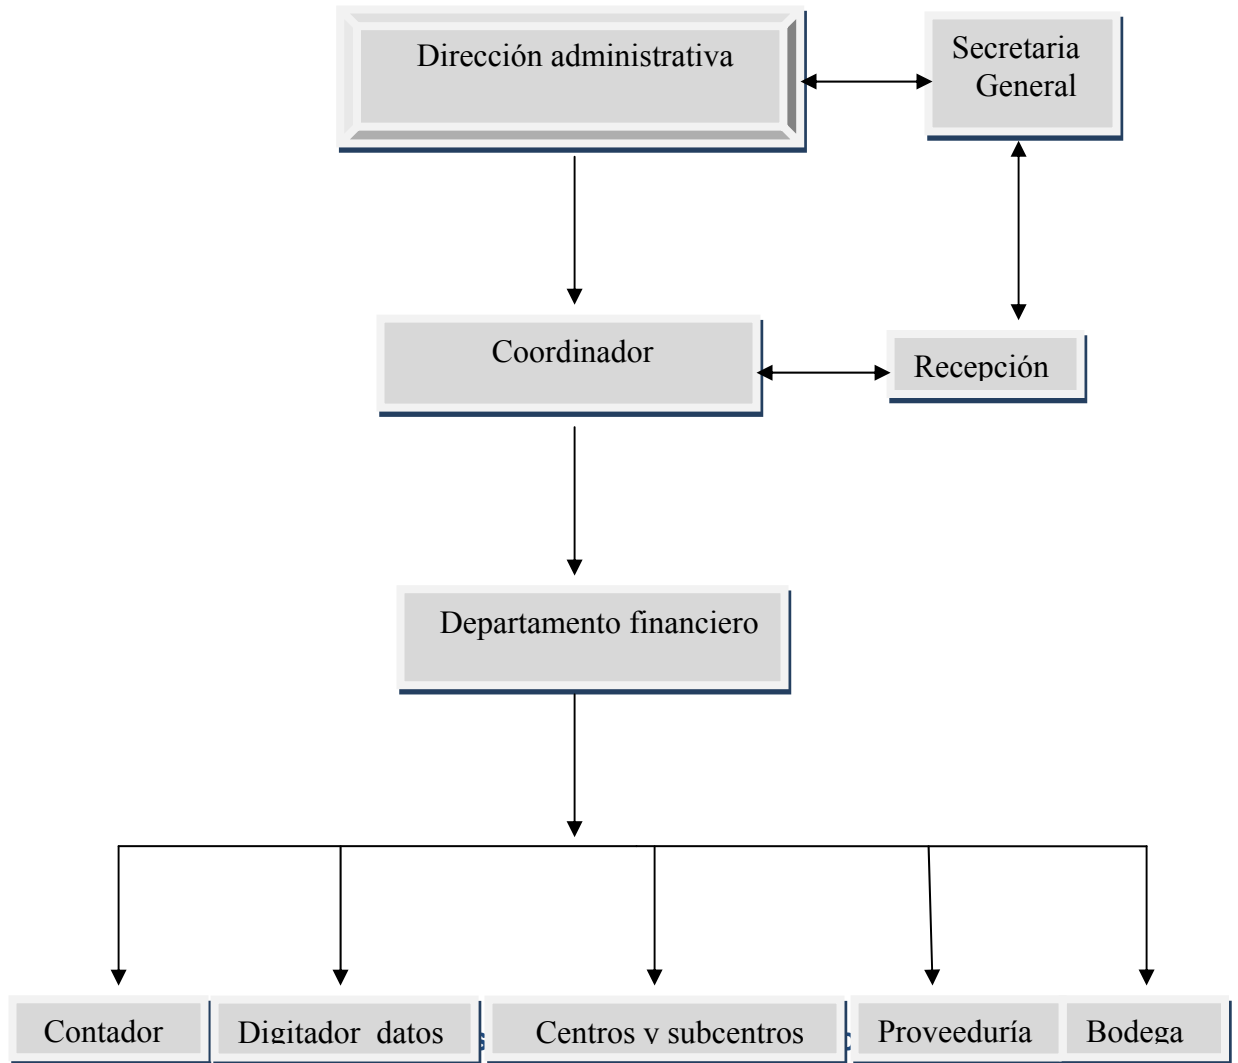 Dirección administrativa
Secretaria
General
Coordinador
Recepción
Departamento financiero
Contador
Digitador datos
Centros y subcentros
Proveeduría
Bodega